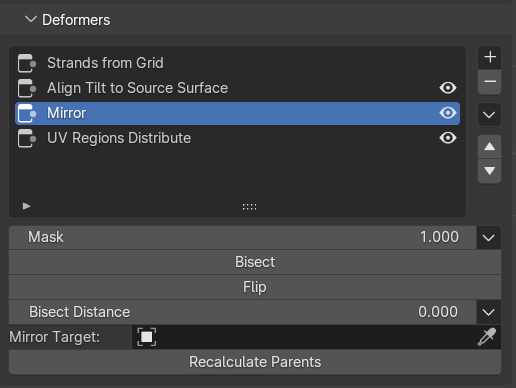 Deformers
Strands from Grid
Align Tilt to Source Surface
Mirror
UV Regions Distribute
Mask 1.000
Bisect
Flip
Bisect Distance 0.000
Mirror Target:
Recalculate Parents